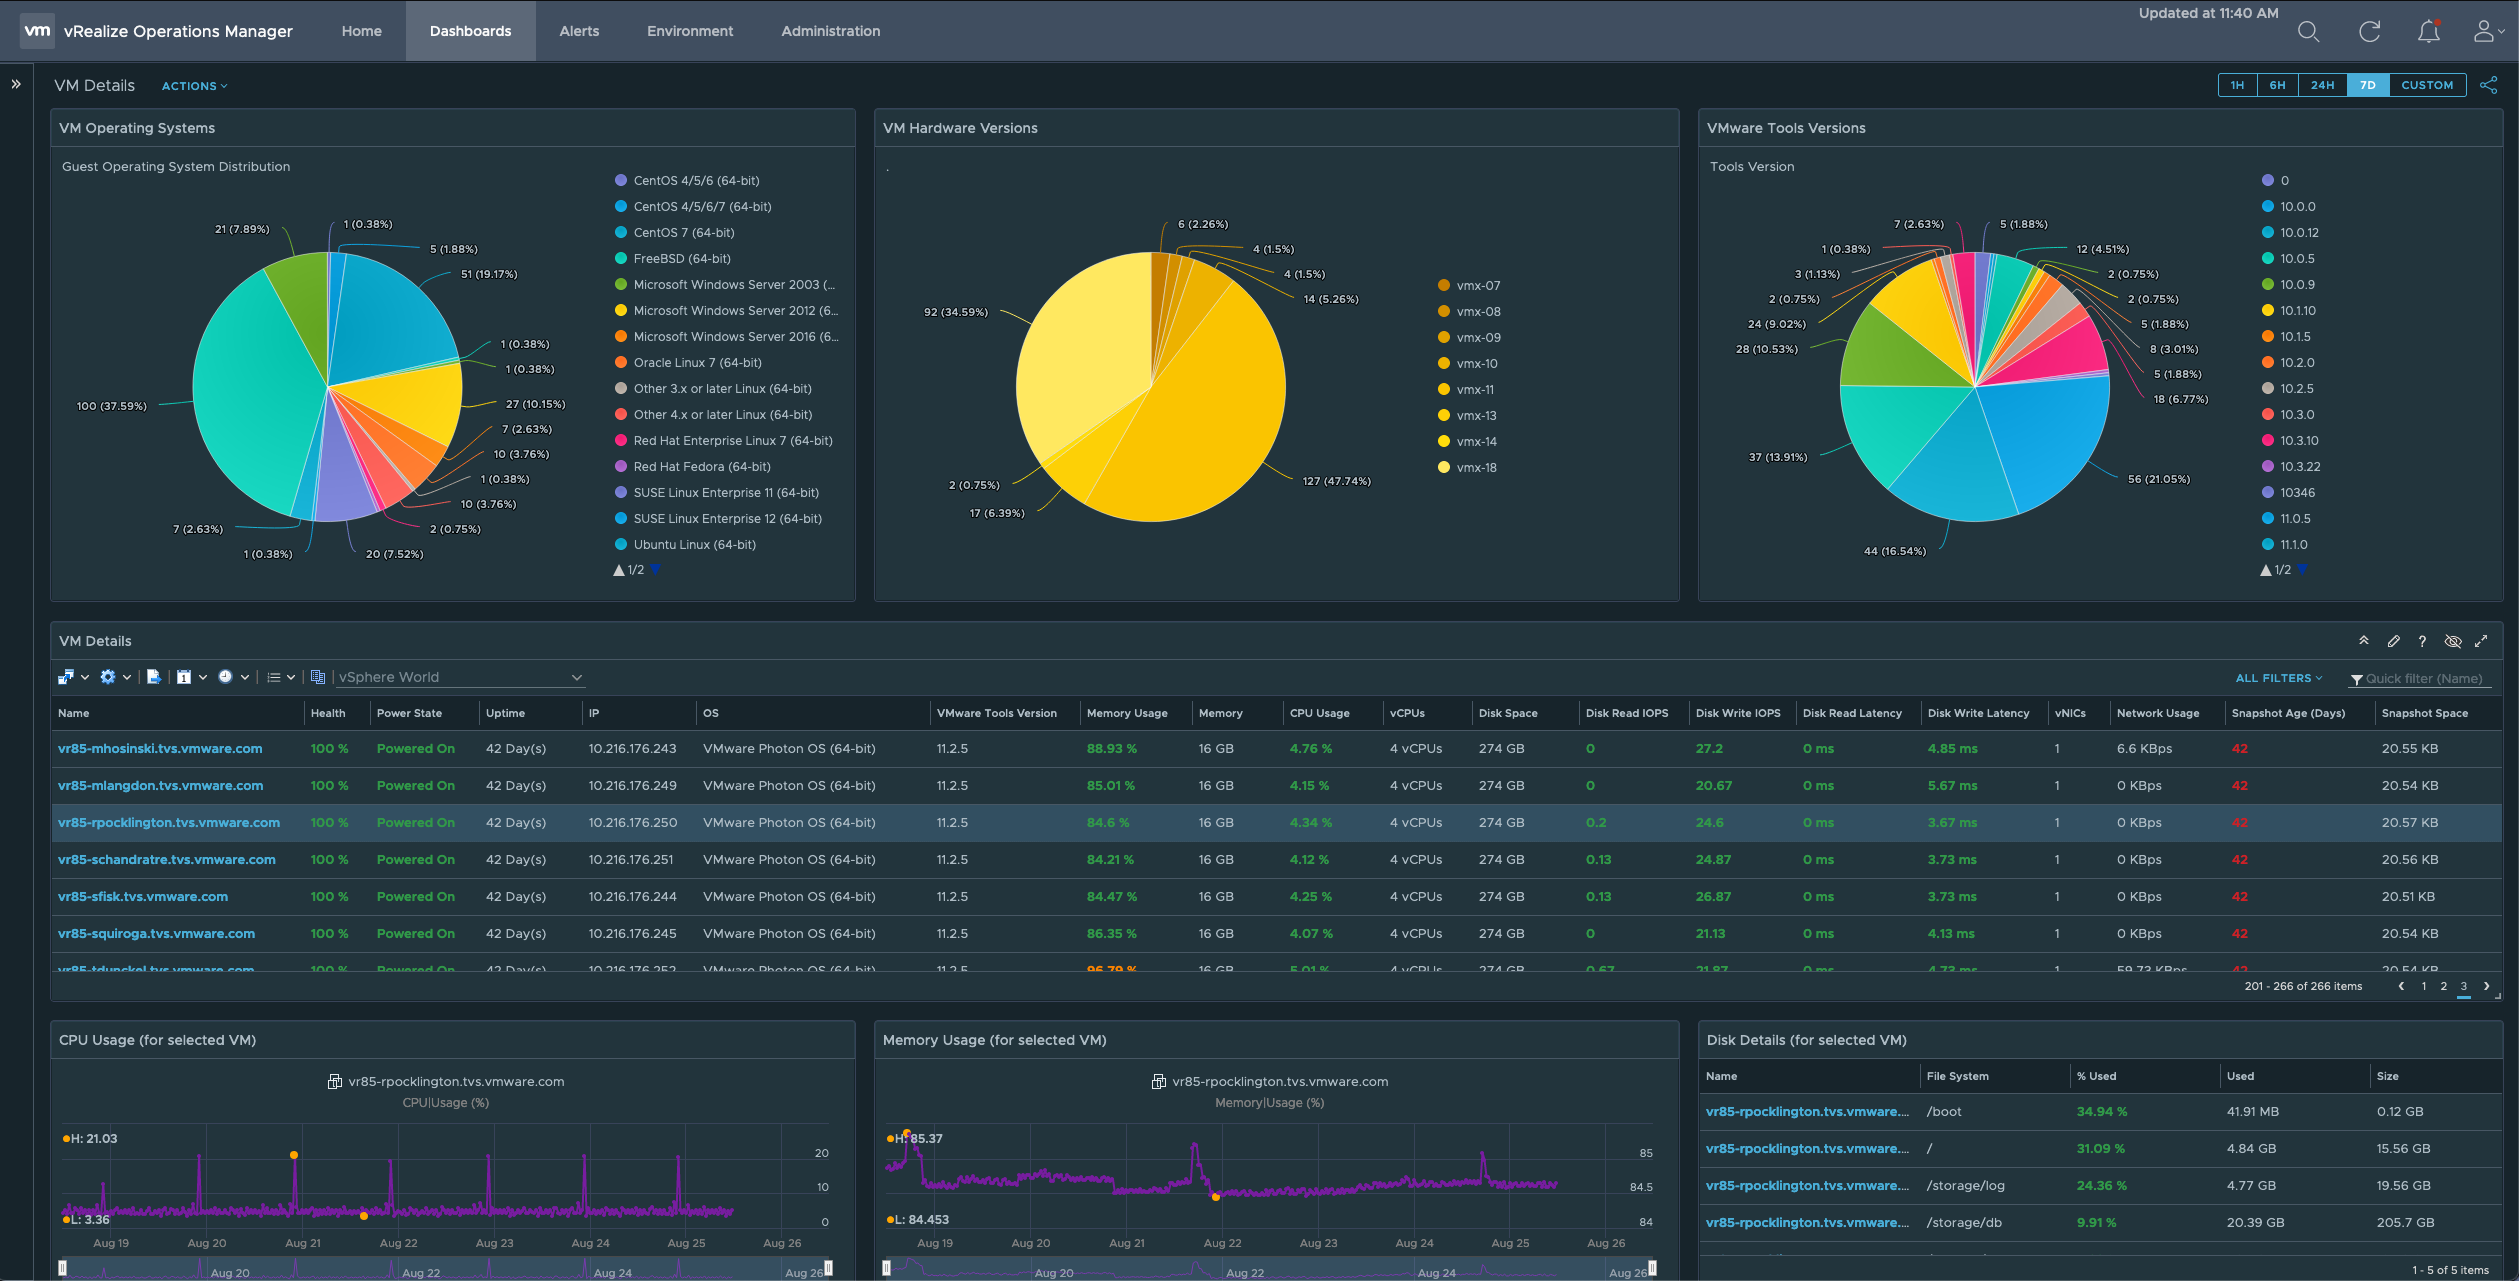 vm vRealize Operations Manager Home Dashboards Alerts Environment Administration Updated at 11:40 AM
VM Details ACTIONS 1H 6H 24H 7D CUSTOM
VM Operating Systems
Guest Operating System Distribution
1 (0.38%)
5 (1.88%)
51 (19.17%)
1 (0.38%)
1 (0.38%)
27 (10.15%)
7 (2.63%)
10 (3.76%)
1 (0.38%)
10 (3.76%)
2 (0.75%)
20 (7.52%)
1 (0.38%)
7 (2.63%)
100 (37.59%)
21 (7.89%)
CentOS 4/5/6 (64-bit)
CentOS 4/5/6/7 (64-bit)
CentOS 7 (64-bit)
FreeBSD (64-bit)
Microsoft Windows Server 2003 (...
Microsoft Windows Server 2012 (6...
Microsoft Windows Server 2016 (6...
Oracle Linux 7 (64-bit)
Other 3.x or later Linux (64-bit)
Other 4.x or later Linux (64-bit)
Red Hat Enterprise Linux 7 (64-bit)
Red Hat Fedora (64-bit)
SUSE Linux Enterprise 11 (64-bit)
SUSE Linux Enterprise 12 (64-bit)
Ubuntu Linux (64-bit)
1/2
VM Hardware Versions
.
6 (2.26%)
4 (1.5%)
4 (1.5%)
14 (5.26%)
127 (47.74%)
17 (6.39%)
2 (0.75%)
92 (34.59%)
vmx-07
vmx-08
vmx-09
vmx-10
vmx-11
vmx-13
vmx-14
vmx-18
VMware Tools Versions
Tools Version
5 (1.88%)
12 (4.51%)
2 (0.75%)
2 (0.75%)
5 (1.88%)
8 (3.01%)
5 (1.88%)
18 (6.77%)
56 (21.05%)
44 (16.54%)
37 (13.91%)
28 (10.53%)
24 (9.02%)
2 (0.75%)
3 (1.13%)
1 (0.38%)
7 (2.63%)
0
10.0.0
10.0.12
10.0.5
10.0.9
10.1.10
10.1.5
10.2.0
10.2.5
10.3.0
10.3.10
10.3.22
10346
11.0.5
11.1.0
1/2
VM Details ?
1 vSphere World ALL FILTERS Quick filter (Name)
Name Health Power State Uptime IP OS VMware Tools Version Memory Usage Memory CPU Usage vCPUs Disk Space Disk Read IOPS Disk Write IOPS Disk Read Latency Disk Write Latency vNICs Network Usage Snapshot Age (Days) Snapshot Space
vr85-mhosinski.tvs.vmware.com 100 % Powered On 42 Day(s) 10.216.176.243 VMware Photon OS (64-bit) 11.2.5 88.93 % 16 GB 4.76 % 4 vCPUs 274 GB 0 27.2 0 ms 4.85 ms 1 6.6 KBps 42 20.55 KB
vr85-mlangdon.tvs.vmware.com 100 % Powered On 42 Day(s) 10.216.176.249 VMware Photon OS (64-bit) 11.2.5 85.01 % 16 GB 4.15 % 4 vCPUs 274 GB 0 20.67 0 ms 5.67 ms 1 0 KBps 42 20.54 KB
vr85-rpocklington.tvs.vmware.com 100 % Powered On 42 Day(s) 10.216.176.250 VMware Photon OS (64-bit) 11.2.5 84.6 % 16 GB 4.34 % 4 vCPUs 274 GB 0.2 24.6 0 ms 3.67 ms 1 0 KBps 42 20.57 KB
vr85-schandratre.tvs.vmware.com 100 % Powered On 42 Day(s) 10.216.176.251 VMware Photon OS (64-bit) 11.2.5 84.21 % 16 GB 4.12 % 4 vCPUs 274 GB 0.13 24.87 0 ms 3.73 ms 1 0 KBps 42 20.56 KB
vr85-sfisk.tvs.vmware.com 100 % Powered On 42 Day(s) 10.216.176.244 VMware Photon OS (64-bit) 11.2.5 84.47 % 16 GB 4.25 % 4 vCPUs 274 GB 0.13 26.87 0 ms 3.73 ms 1 0 KBps 42 20.51 KB
vr85-squiroga.tvs.vmware.com 100 % Powered On 42 Day(s) 10.216.176.245 VMware Photon OS (64-bit) 11.2.5 86.35 % 16 GB 4.07 % 4 vCPUs 274 GB 0 21.13 0 ms 4.13 ms 1 0 KBps 42 20.54 KB
vr85-tdunckel.tvs.vmware.com 100 % Powered On 42 Day(s) 10.216.176.252 VMware Photon OS (64-bit) 11.2.5 96.79 % 16 GB 5.01 % 4 vCPUs 274 GB 0.67 21.87 0 ms 4.73 ms 1 59.73 KBps 42 20.54 KB
201 - 266 of 266 items 1 2 3
CPU Usage (for selected VM)
vr85-rpocklington.tvs.vmware.com
CPU|Usage (%)
H: 21.03
20
10
L: 3.36
0
Aug 19 Aug 20 Aug 21 Aug 22 Aug 23 Aug 24 Aug 25 Aug 26
Aug 20 Aug 22 Aug 24 Aug 26
Memory Usage (for selected VM)
vr85-rpocklington.tvs.vmware.com
Memory|Usage (%)
H: 85.37
85
84.5
L: 84.453
84
Aug 19 Aug 20 Aug 21 Aug 22 Aug 23 Aug 24 Aug 25 Aug 26
Aug 20 Aug 22 Aug 24 Aug 26
Disk Details (for selected VM)
Name File System % Used Used Size
vr85-rpocklington.tvs.vmware.... /boot 34.94 % 41.91 MB 0.12 GB
vr85-rpocklington.tvs.vmware.... / 31.09 % 4.84 GB 15.56 GB
vr85-rpocklington.tvs.vmware.... /storage/log 24.36 % 4.77 GB 19.56 GB
vr85-rpocklington.tvs.vmware.... /storage/db 9.91 % 20.39 GB 205.7 GB
1 - 5 of 5 items